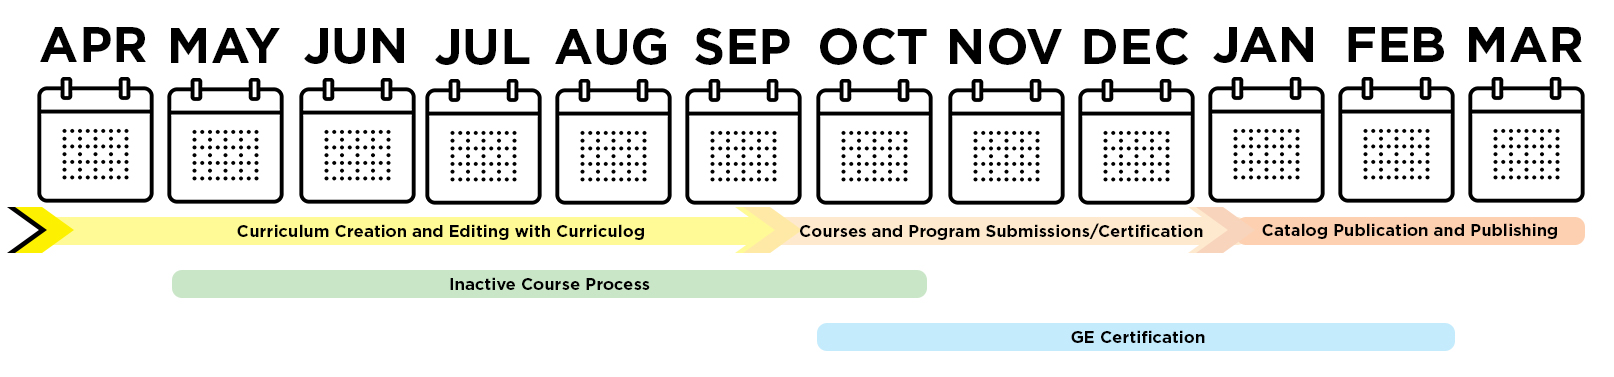 APR MAY JUN JUL AUG SEP OCT NOV DEC JAN FEB MAR
Curriculum Creation and Editing with Curriculog Courses and Program Submissions/Certification Catalog Publication and Publishing
Inactive Course Process
GE Certification